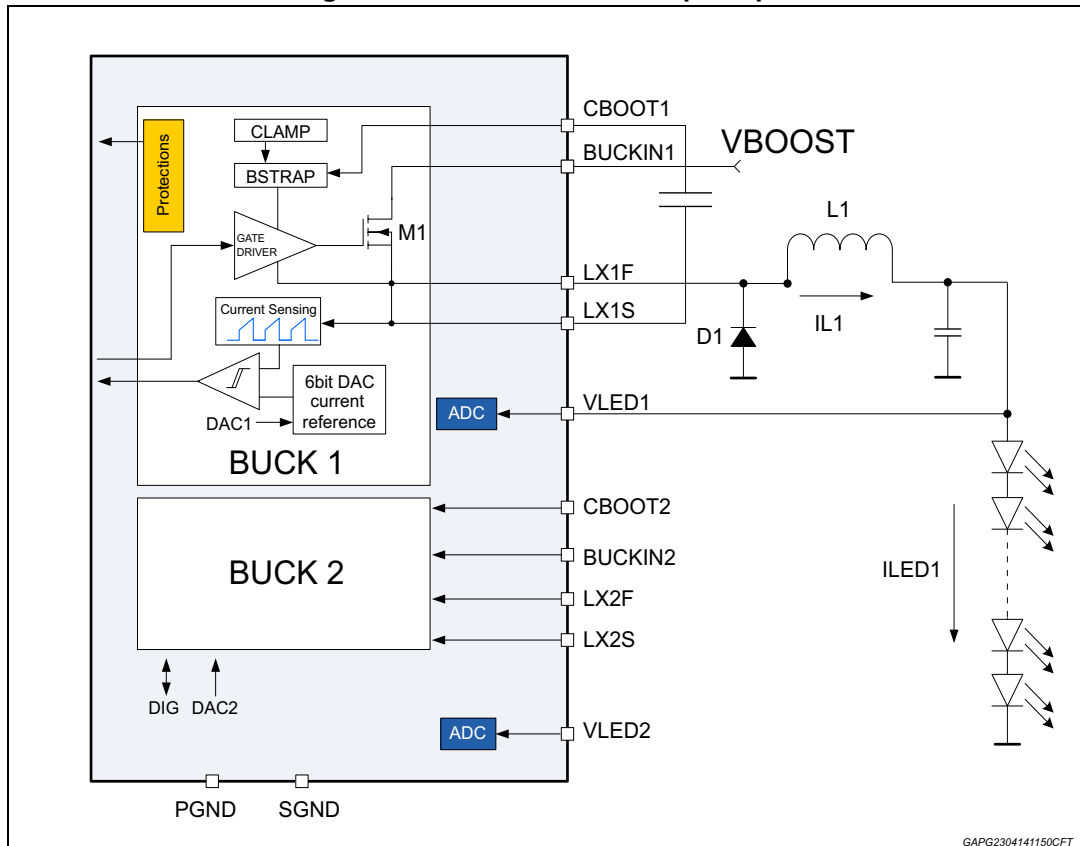 CBOOT1
BUCKIN1
VBOOST
Protections
CLAMP
BSTRAP
GATE
DRIVER
M1
L1
LX1F
LX1S
IL1
D1
Current Sensing
6bit DAC
current
reference
DAC1
ADC
VLED1
BUCK 1
CBOOT2
BUCKIN2
BUCK 2
LX2F
LX2S
ILED1
DIG
DAC2
ADC
VLED2
PGND
SGND
GAPG2304141150CFT